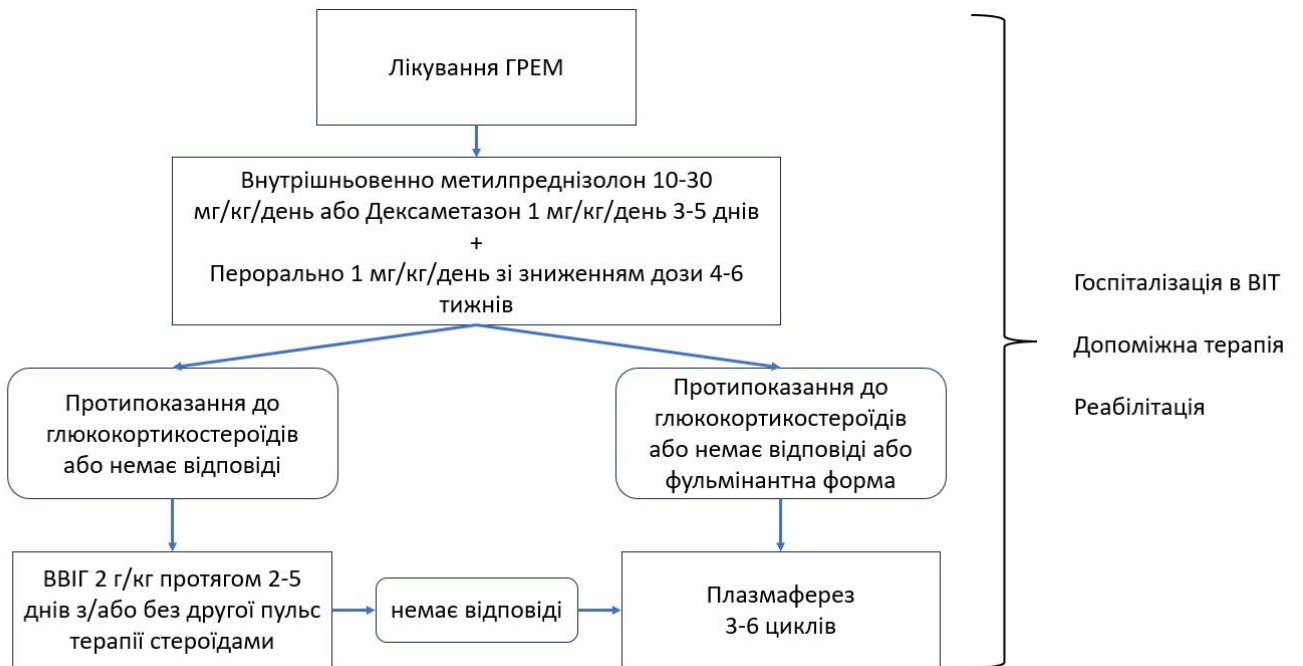 Лікування ГРЕМ
Внутрішньовенно метилпреднізолон 10-30
мг/кг/день або Дексаметазон 1 мг/кг/день 3-5 днів
+
Перорально 1 мг/кг/день зі зниженням дози 4-6
тижнів
Протипоказання до
глюкокортикостероїдів
або немає відповіді
Протипоказання до
глюкокортикостероїдів
або немає відповіді або
фульмінантна форма
ВВІГ 2 г/кг протягом 2-5
днів з/або без другої пульс
терапії стероїдами
немає відповіді
Плазмаферез
3-6 циклів
Госпіталізація в ВІТ
Допоміжна терапія
Реабілітація